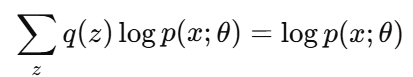 ∑_z q(z) log p(x; θ) = log p(x; θ)